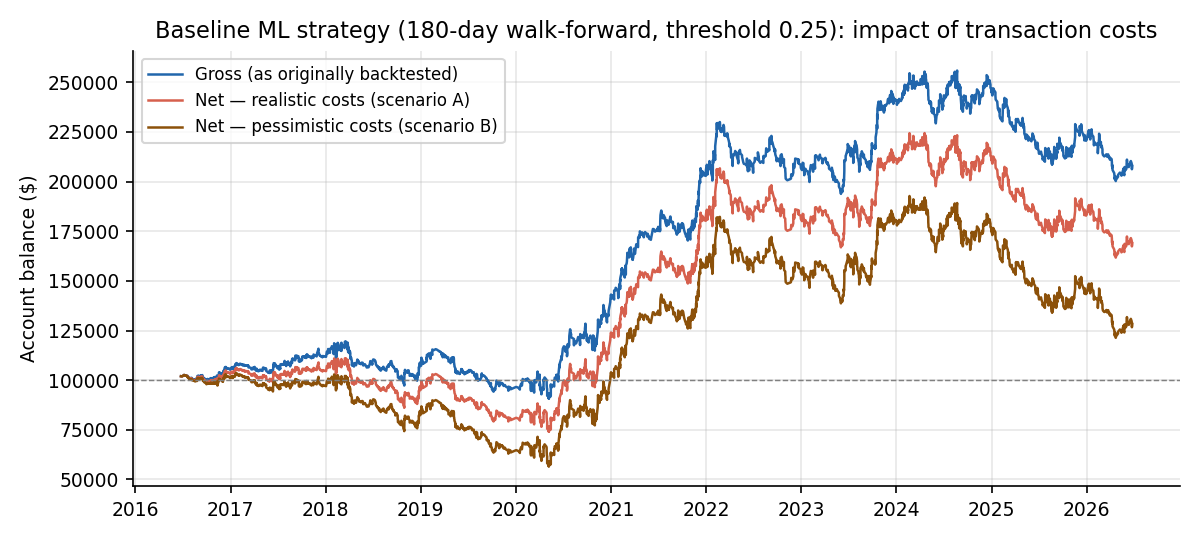 Baseline ML strategy (180-day walk-forward, threshold 0.25): impact of transaction costs
Gross (as originally backtested)
Net — realistic costs (scenario A)
Net — pessimistic costs (scenario B)
Account balance ($)
250000
225000
200000
175000
150000
125000
100000
75000
50000
2016 2017 2018 2019 2020 2021 2022 2023 2024 2025 2026